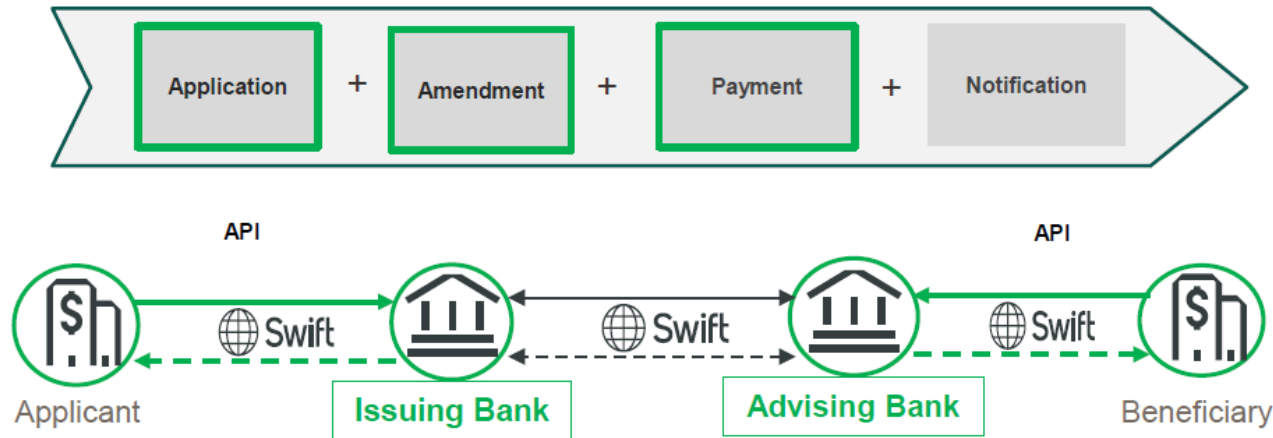 Application + Amendment + Payment + Notification
API API
$ Swift Swift Swift $
Applicant Issuing Bank Advising Bank Beneficiary